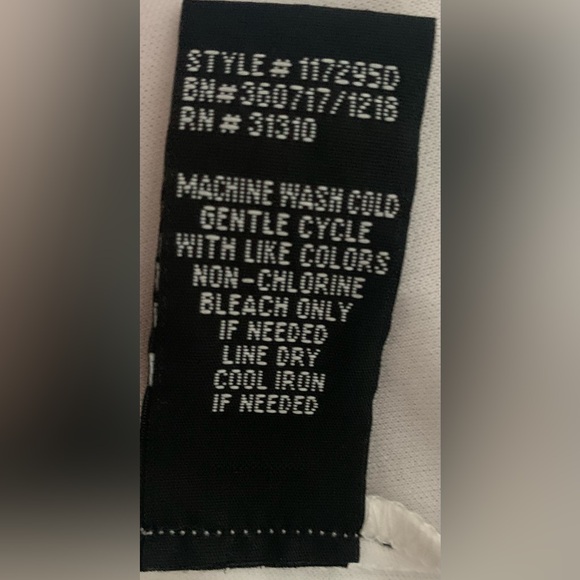 STYLE # 117295D
BN# 360717/1218
RN # 31310
MACHINE WASH COLD
GENTLE CYCLE
WITH LIKE COLORS
NON-CHLORINE
BLEACH ONLY
IF NEEDED
LINE DRY
COOL IRON
IF NEEDED